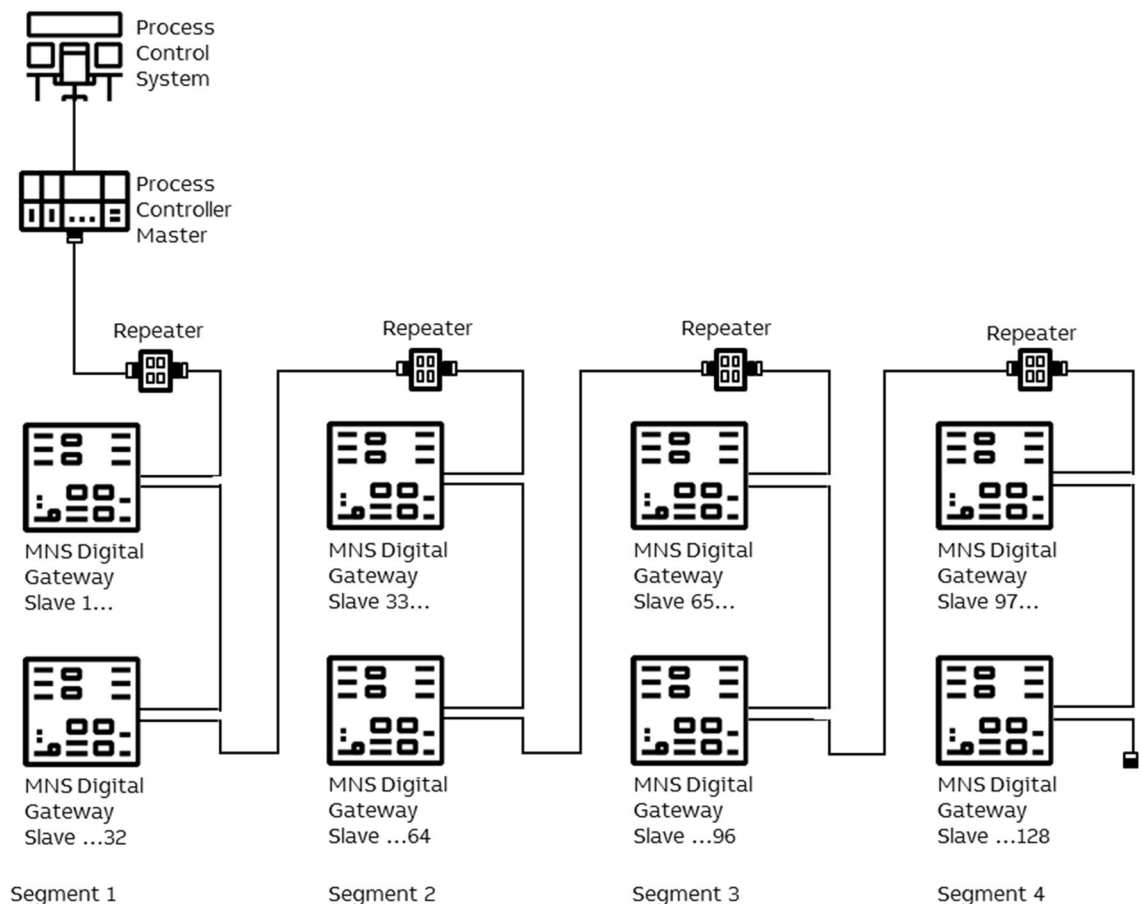 Process
Control
System
Process
Controller
Master
Repeater
Repeater
Repeater
Repeater
MNS Digital
Gateway
Slave 1...
MNS Digital
Gateway
Slave 33...
MNS Digital
Gateway
Slave 65...
MNS Digital
Gateway
Slave 97...
MNS Digital
Gateway
Slave ...32
MNS Digital
Gateway
Slave ...64
MNS Digital
Gateway
Slave ...96
MNS Digital
Gateway
Slave ...128
Segment 1
Segment 2
Segment 3
Segment 4